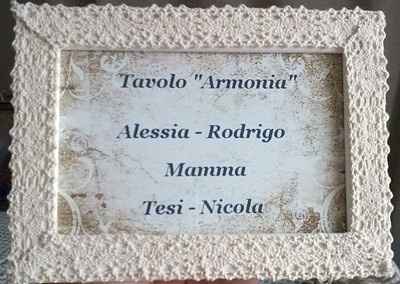 Tavolo "Armonia"
Alessia - Rodrigo
Mamma
Tesi - Nicola